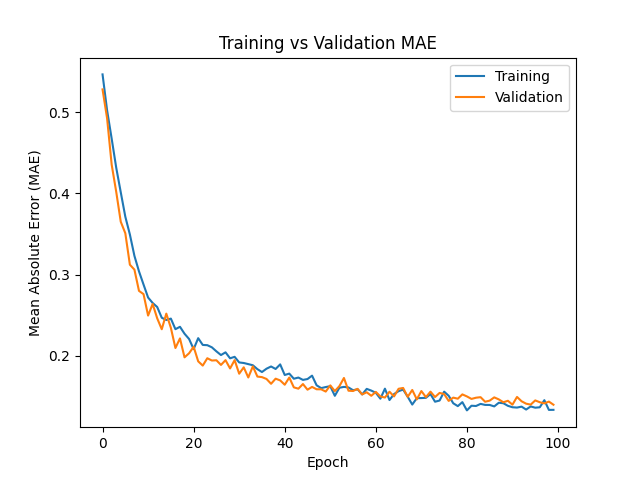 Training vs Validation MAE
Training
Validation
Mean Absolute Error (MAE)
0.5
0.4
0.3
0.2
0
20
40
60
80
100
Epoch